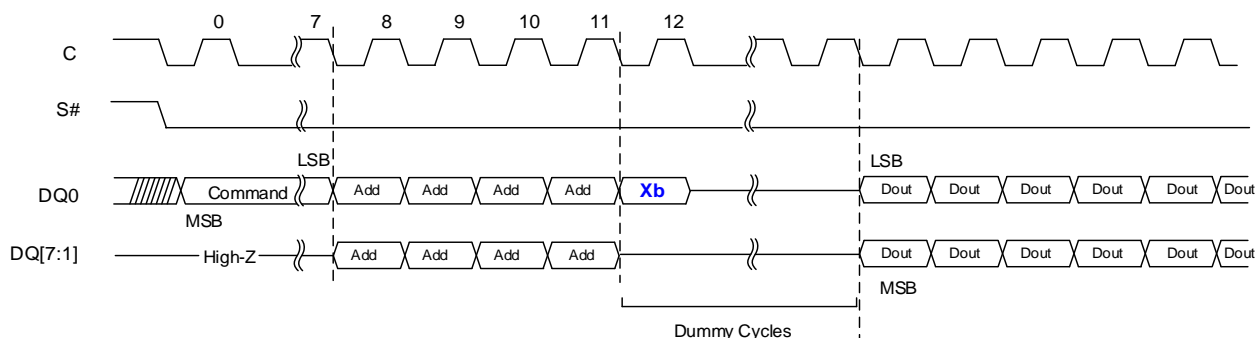 0 7 8 9 10 11 12
C
S#
LSB LSB
DQ0 Command Add Add Add Add Xb Dout Dout Dout Dout Dout Dout
MSB
DQ[7:1] High-Z Add Add Add Add Dout Dout Dout Dout Dout Dout
MSB
Dummy Cycles